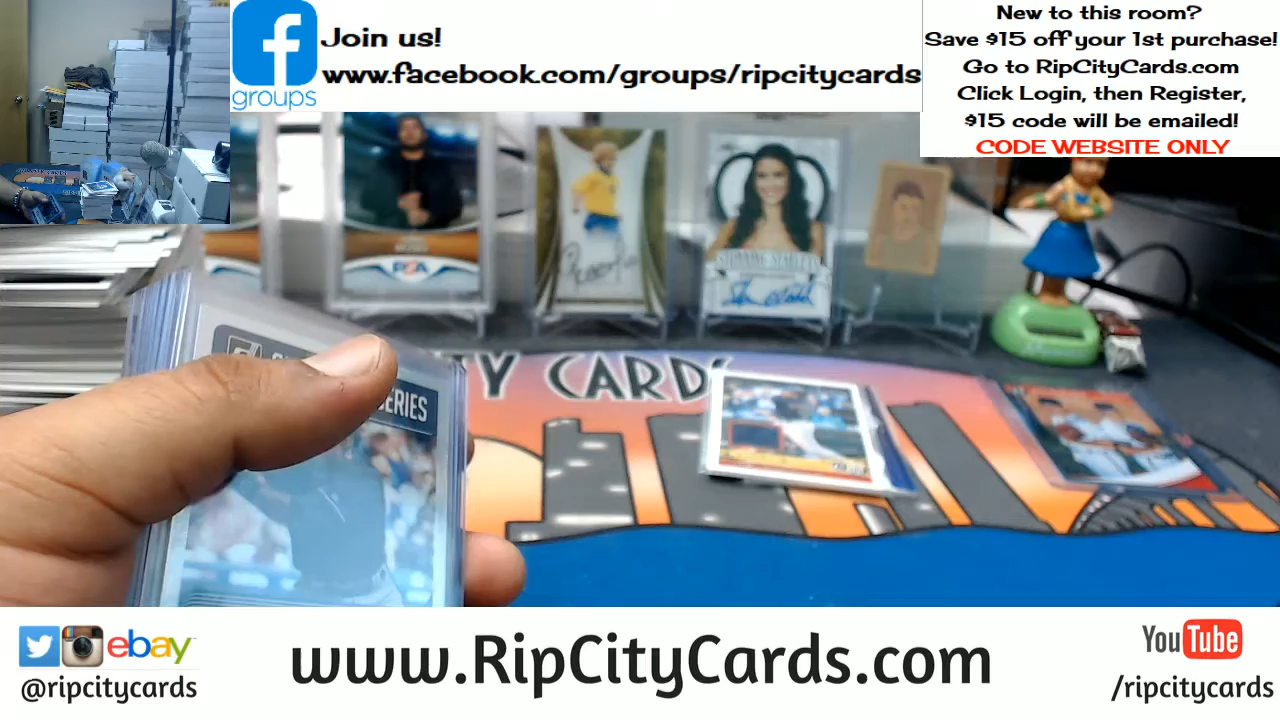 Join us!
www.facebook.com/groups/ripcitycards
groups
New to this room?
Save $15 off your 1st purchase!
Go to RipCityCards.com
Click Login, then Register,
$15 code will be emailed!
CODE WEBSITE ONLY
Y CARDS
ERIES
ebay
@ripcitycards
www.RipCityCards.com
YouTube
/ripcitycards